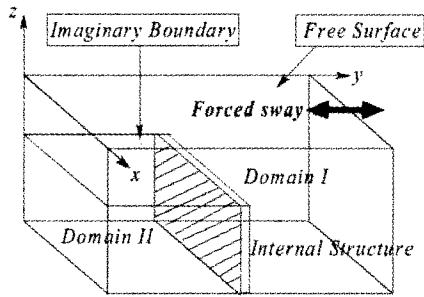 z
Imaginary Boundary
Free Surface
y
Forced sway
x
Domain I
Domain II
Internal Structure